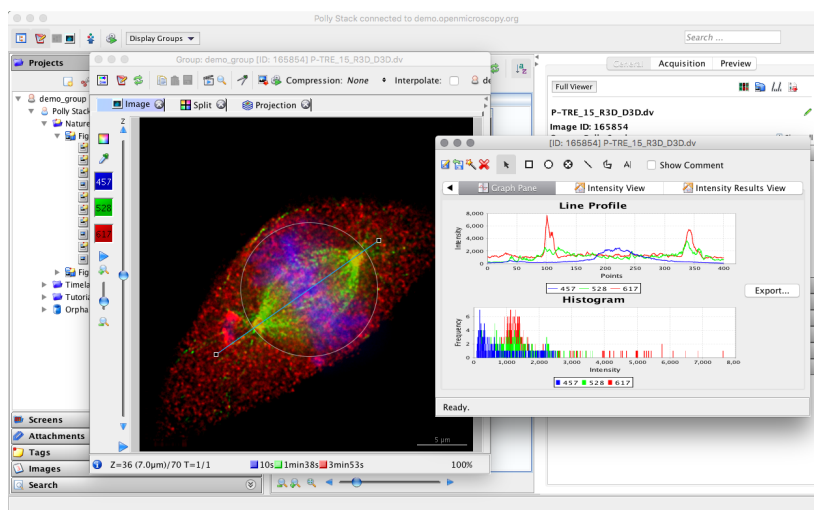 Polly Stack connected to demo.openmicroscopy.org
Display Groups
Search ...
Projects
demo_group
Polly Stack
Nature
Fig
Fig
Timela
Tutoria
Orpha
Screens
Attachments
Tags
Images
Search
Group: demo_group [ID: 165854] P-TRE_15_R3D_D3D.dv
Compression: None
Interpolate:
de
Image
Split
Projection
Z
457
528
617
5 µm
Z=36 (7.0µm)/70 T=1/1
10s
1min38s
3min53s
100%
General
Acquisition
Preview
Full Viewer
P-TRE_15_R3D_D3D.dv
Image ID: 165854
[ID: 165854] P-TRE_15_R3D_D3D.dv
Show Comment
Graph Pane
Intensity View
Intensity Results View
Line Profile
Intensity
8,000
6,000
4,000
2,000
0
0 50 100 150 200 250 300 350 400
Points
457 528 617
Histogram
Frequency
6
4
2
0
0 1,000 2,000 3,000 4,000 5,000 6,000 7,000 8,00
Intensity
457 528 617
Export...
Ready.